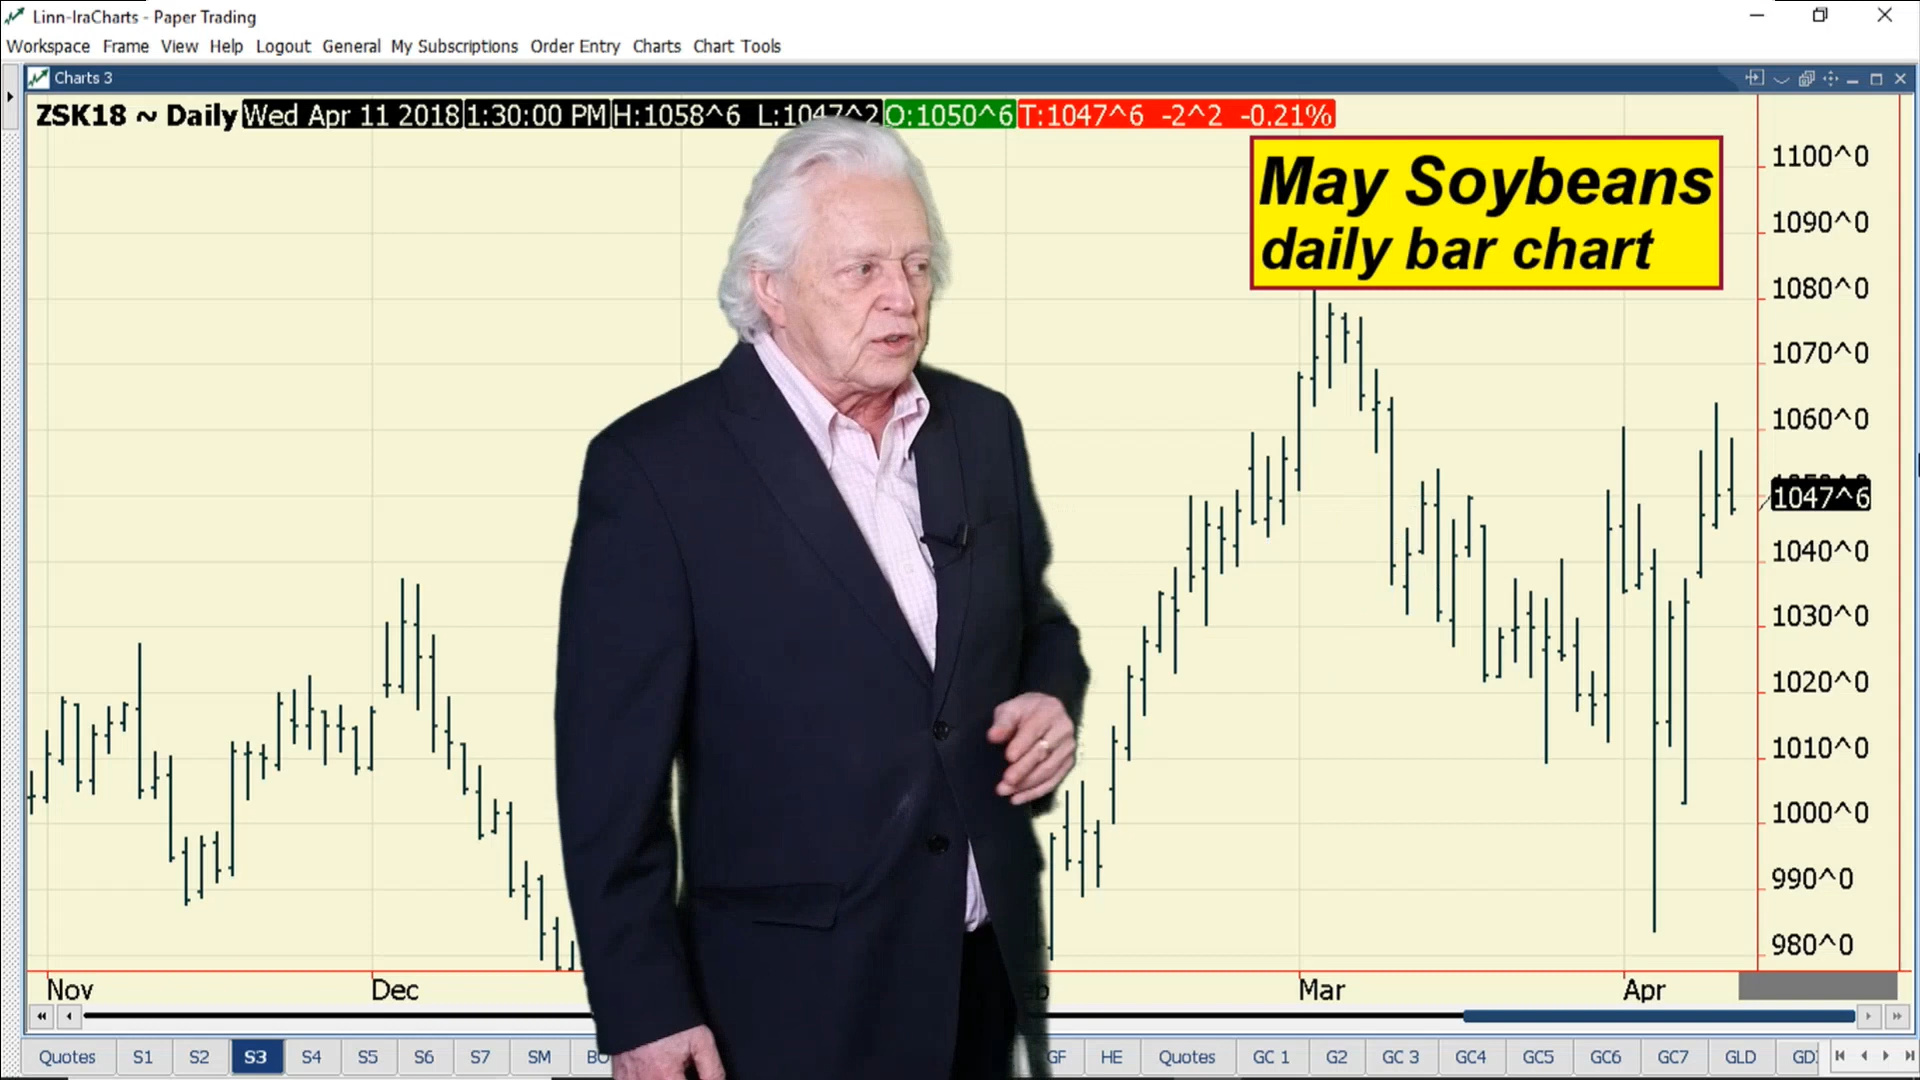 Linn-IraCharts - Paper Trading
Workspace Frame View Help Logout General My Subscriptions Order Entry Charts Chart Tools
Charts 3
ZSK18 ~ Daily Wed Apr 11 2018 1:30:00 PM H:1058^6 L:1047^2 O:1050^6 T:1047^6 -2^2 -0.21%
May Soybeans
daily bar chart
1100^0
1090^0
1080^0
1070^0
1060^0
1047^6
1040^0
1030^0
1020^0
1010^0
1000^0
990^0
980^0
Nov Dec Mar Apr
Quotes S1 S2 S3 S4 S5 S6 S7 SM GF HE Quotes GC 1 G2 GC 3 GC4 GC5 GC6 GC7 GLD